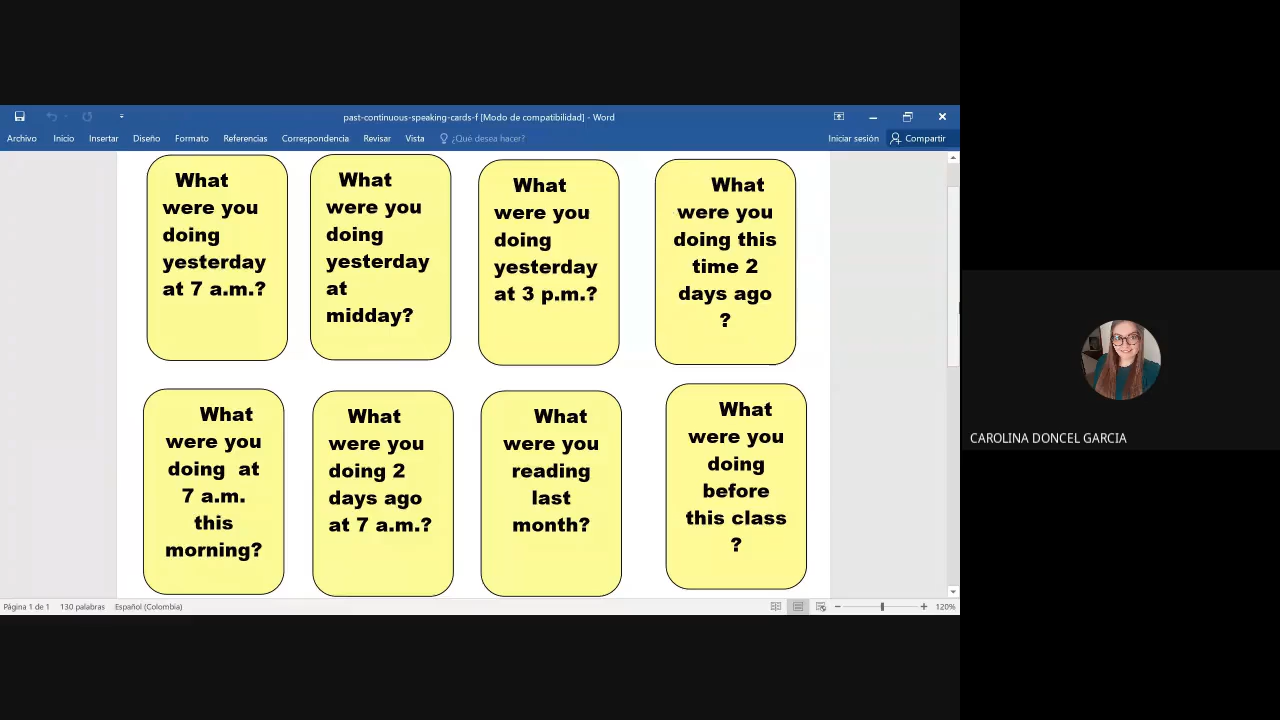 past-continuous-speaking-cards-f [Modo de compatibilidad] - Word
Archivo Inicio Insertar Diseño Formato Referencias Correspondencia Revisar Vista ¿Qué desea hacer? Iniciar sesión Compartir
What
were you
doing
yesterday
at 7 a.m.?
What
were you
doing
yesterday
at
midday?
What
were you
doing
yesterday
at 3 p.m.?
What
were you
doing this
time 2
days ago
?
What
were you
doing at
7 a.m.
this
morning?
What
were you
doing 2
days ago
at 7 a.m.?
What
were you
reading
last
month?
What
were you
doing
before
this class
?
Página 1 de 1 130 palabras Español (Colombia) 120%
CAROLINA DONCEL GARCIA